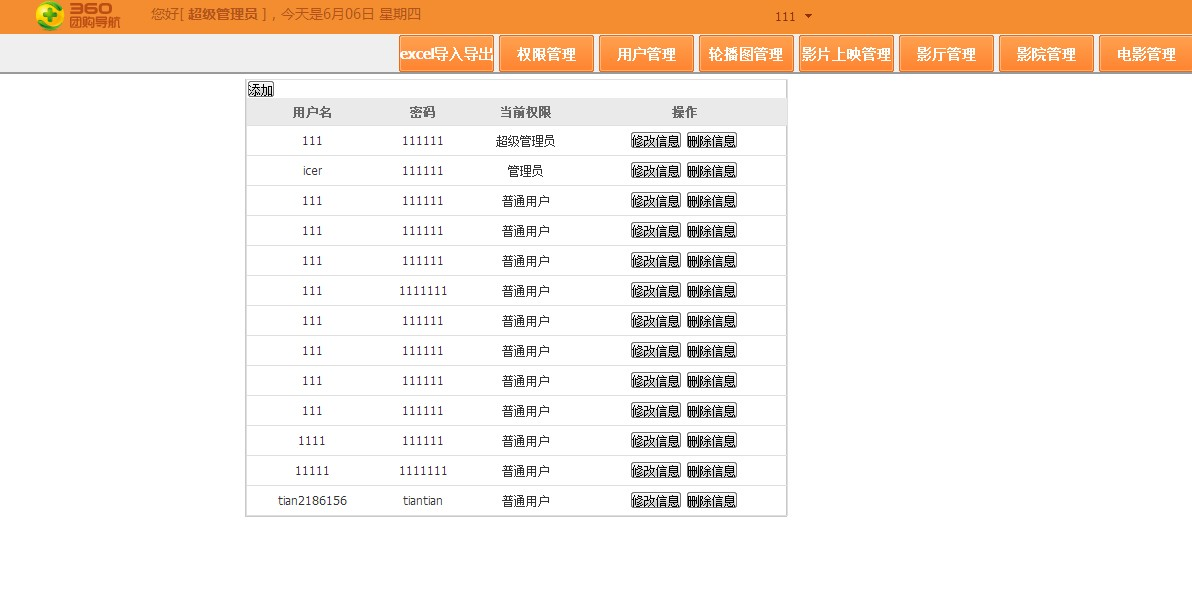 360
团购导航
您好[ 超级管理员 ]，今天是6月06日 星期四
111
excel导入导出 权限管理 用户管理 轮播图管理 影片上映管理 影厅管理 影院管理 电影管理
添加
用户名 密码 当前权限 操作
111 111111 超级管理员 修改信息 删除信息
icer 111111 管理员 修改信息 删除信息
111 111111 普通用户 修改信息 删除信息
111 111111 普通用户 修改信息 删除信息
111 111111 普通用户 修改信息 删除信息
111 1111111 普通用户 修改信息 删除信息
111 111111 普通用户 修改信息 删除信息
111 111111 普通用户 修改信息 删除信息
111 111111 普通用户 修改信息 删除信息
111 111111 普通用户 修改信息 删除信息
1111 111111 普通用户 修改信息 删除信息
11111 1111111 普通用户 修改信息 删除信息
tian2186156 tiantian 普通用户 修改信息 删除信息